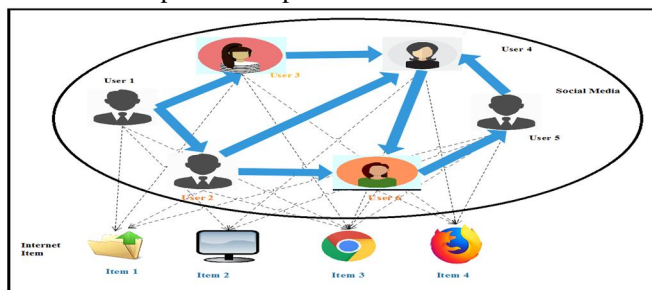 User 4
User 3
User 1
Social Media
User 5
User 2
User 6
Internet
Item
Item 1
Item 2
Item 3
Item 4